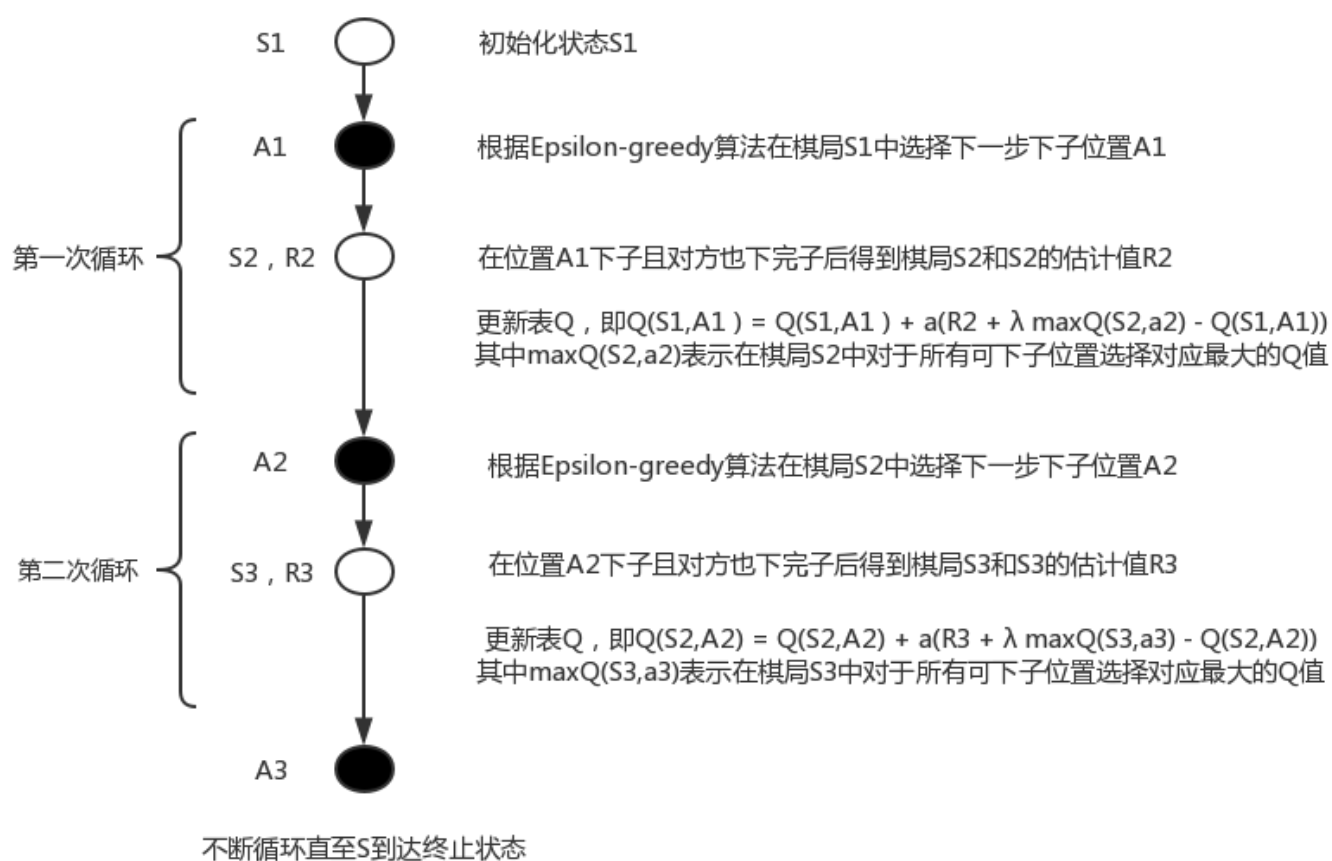 S1 初始化状态S1
A1 根据Epsilon-greedy算法在棋局S1中选择下一步下子位置A1
第一次循环 S2，R2 在位置A1下子且对方也下完子后得到棋局S2和S2的估计值R2
更新表Q，即Q(S1,A1 ) = Q(S1,A1 ) + a(R2 + λ maxQ(S2,a2) - Q(S1,A1))
其中maxQ(S2,a2)表示在棋局S2中对于所有可下子位置选择对应最大的Q值
A2 根据Epsilon-greedy算法在棋局S2中选择下一步下子位置A2
第二次循环 S3，R3 在位置A2下子且对方也下完子后得到棋局S3和S3的估计值R3
更新表Q，即Q(S2,A2) = Q(S2,A2) + a(R3 + λ maxQ(S3,a3) - Q(S2,A2))
其中maxQ(S3,a3)表示在棋局S3中对于所有可下子位置选择对应最大的Q值
A3
不断循环直至S到达终止状态